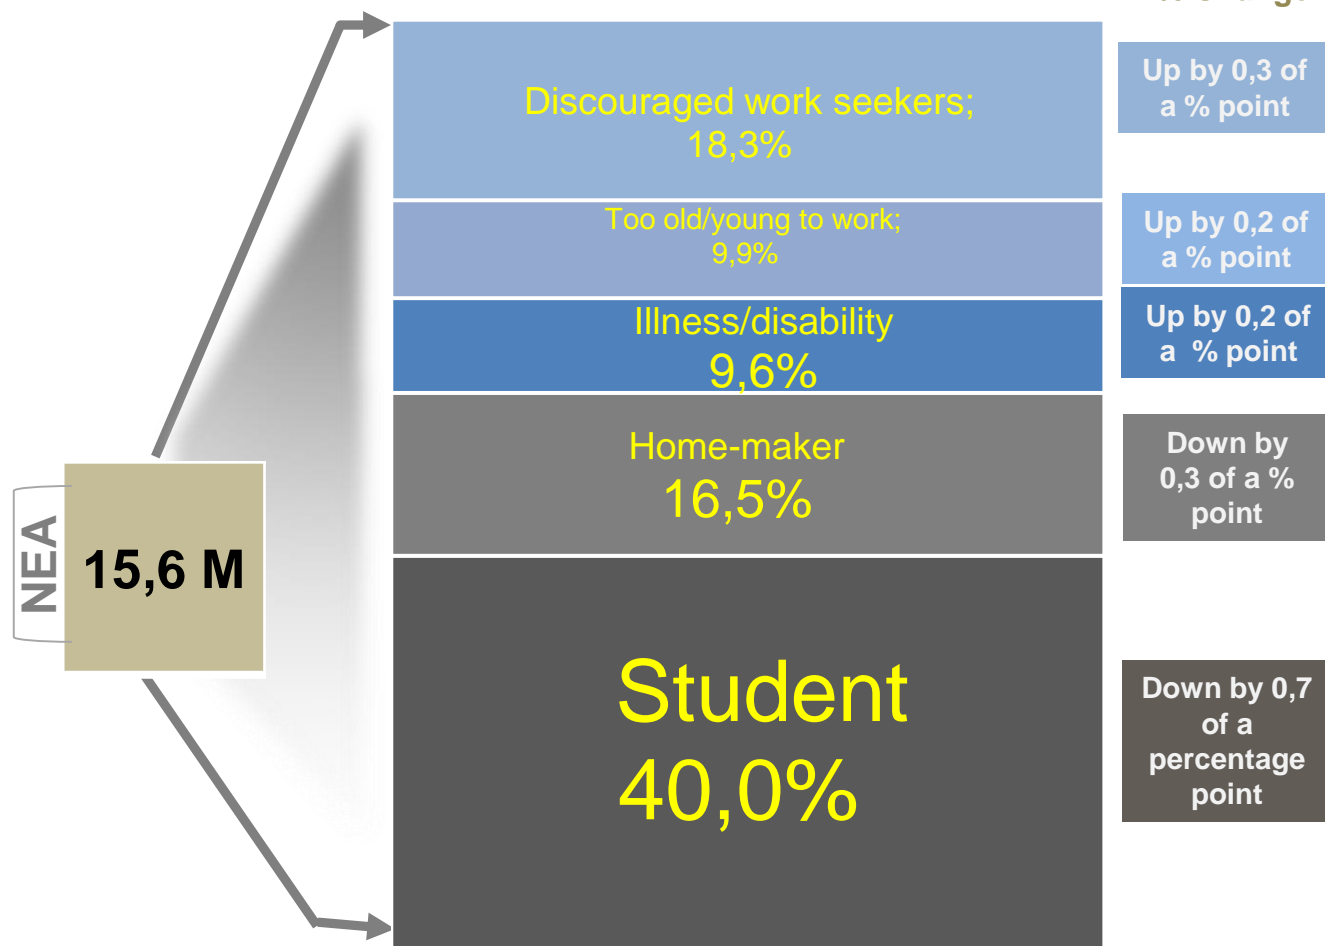 Discouraged work seekers;
18,3%
Up by 0,3 of
a % point
Too old/young to work;
9,9%
Up by 0,2 of
a % point
Illness/disability
9,6%
Up by 0,2 of
a % point
Home-maker
16,5%
Down by
0,3 of a %
point
NEA
15,6 M
Student
40,0%
Down by 0,7
of a
percentage
point